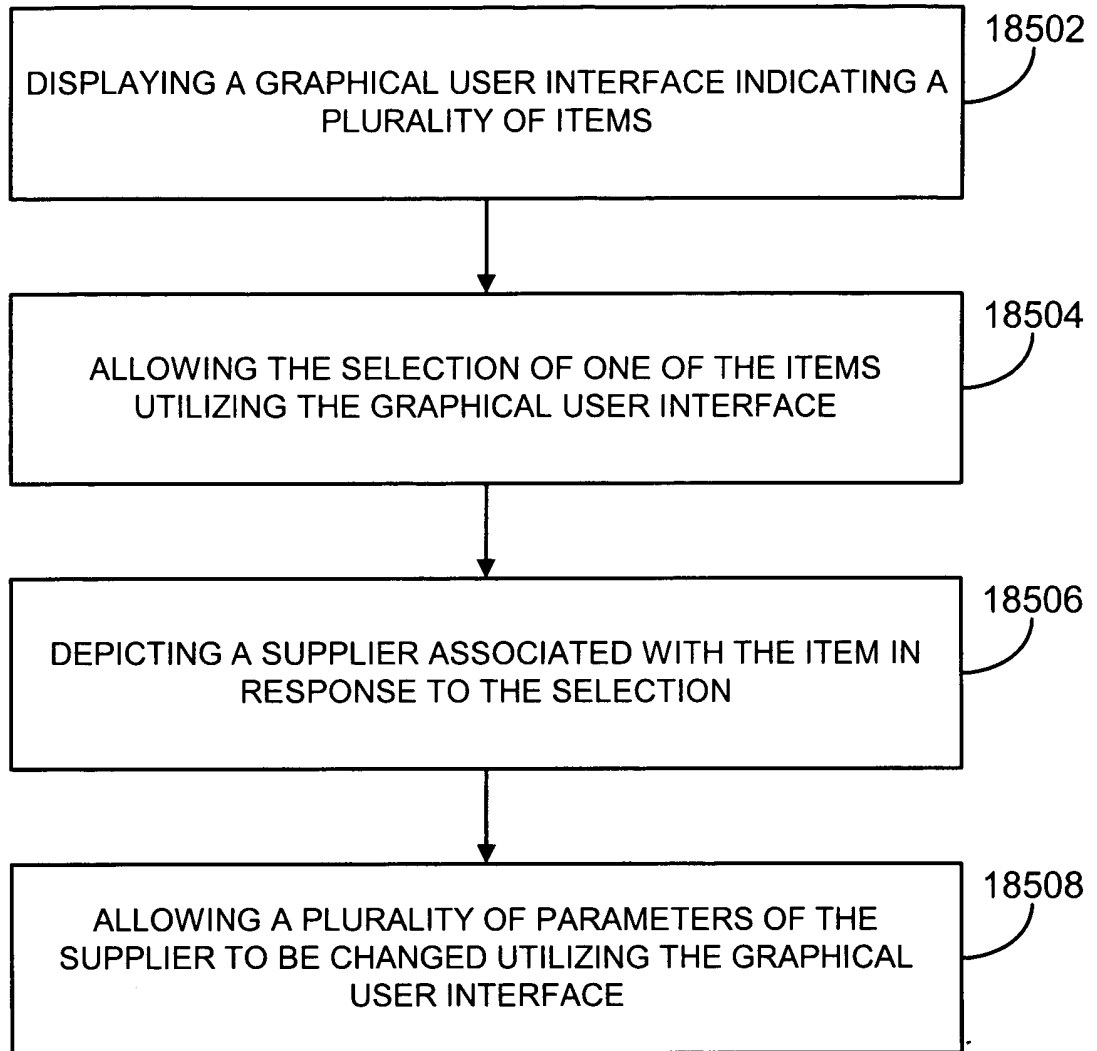 18502
DISPLAYING A GRAPHICAL USER INTERFACE INDICATING A
PLURALITY OF ITEMS
18504
ALLOWING THE SELECTION OF ONE OF THE ITEMS
UTILIZING THE GRAPHICAL USER INTERFACE
18506
DEPICTING A SUPPLIER ASSOCIATED WITH THE ITEM IN
RESPONSE TO THE SELECTION
18508
ALLOWING A PLURALITY OF PARAMETERS OF THE
SUPPLIER TO BE CHANGED UTILIZING THE GRAPHICAL
USER INTERFACE